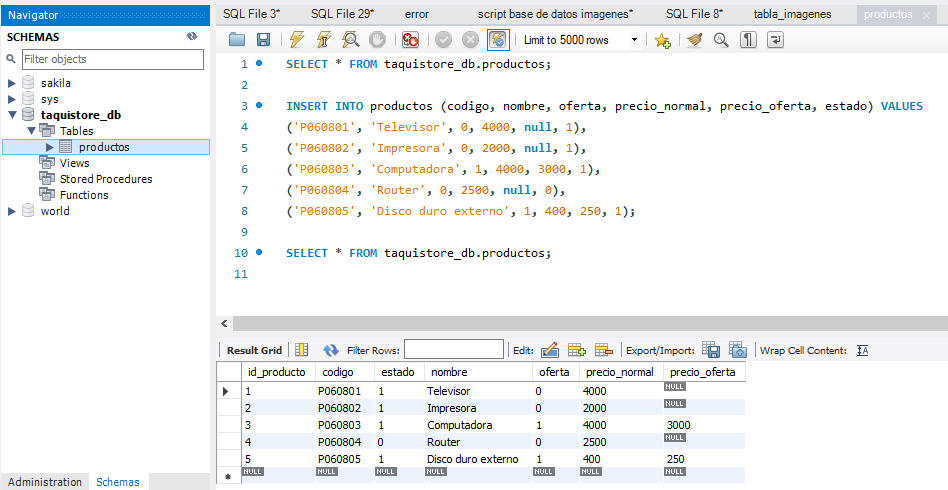 Navigator
SCHEMAS
Filter objects
sakila
sys
taquistore_db
Tables
productos
Views
Stored Procedures
Functions
world
Administration Schemas
SQL File 3* SQL File 29* error script base de datos imagenes* SQL File 8* tabla_imagenes productos
Limit to 5000 rows
1 SELECT * FROM taquistore_db.productos;
2
3 INSERT INTO productos (codigo, nombre, oferta, precio_normal, precio_oferta, estado) VALUES
4 ('P060801', 'Televisor', 0, 4000, null, 1),
5 ('P060802', 'Impresora', 0, 2000, null, 1),
6 ('P060803', 'Computadora', 1, 4000, 3000, 1),
7 ('P060804', 'Router', 0, 2500, null, 0),
8 ('P060805', 'Disco duro externo', 1, 400, 250, 1);
9
10 SELECT * FROM taquistore_db.productos;
11
Result Grid Filter Rows: Edit: Export/Import: Wrap Cell Content: IA
id_producto codigo estado nombre oferta precio_normal precio_oferta
1 P060801 1 Televisor 0 4000 NULL
2 P060802 1 Impresora 0 2000 NULL
3 P060803 1 Computadora 1 4000 3000
4 P060804 0 Router 0 2500 NULL
5 P060805 1 Disco duro externo 1 400 250
NULL NULL NULL NULL NULL NULL NULL